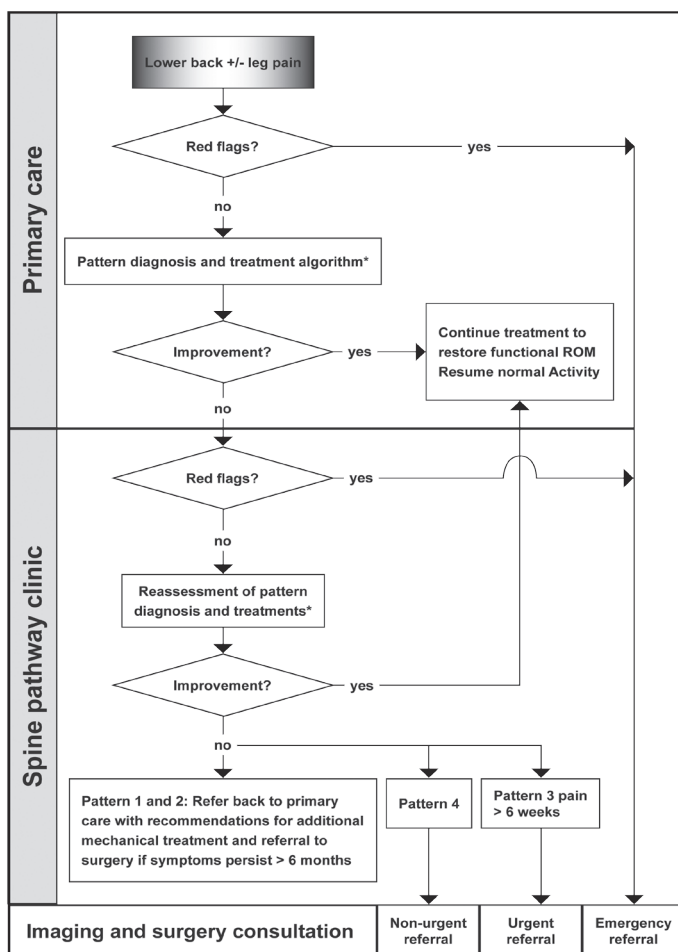 Primary care
Lower back +/- leg pain
Red flags?
yes
no
Pattern diagnosis and treatment algorithm*
Improvement?
yes
Continue treatment to
restore functional ROM
Resume normal Activity
no
Spine pathway clinic
Red flags?
yes
no
Reassessment of pattern
diagnosis and treatments*
Improvement?
yes
no
Pattern 1 and 2: Refer back to primary
care with recommendations for additional
mechanical treatment and referral to
surgery if symptoms persist > 6 months
Pattern 4
Pattern 3 pain
> 6 weeks
Imaging and surgery consultation
Non-urgent
referral
Urgent
referral
Emergency
referral